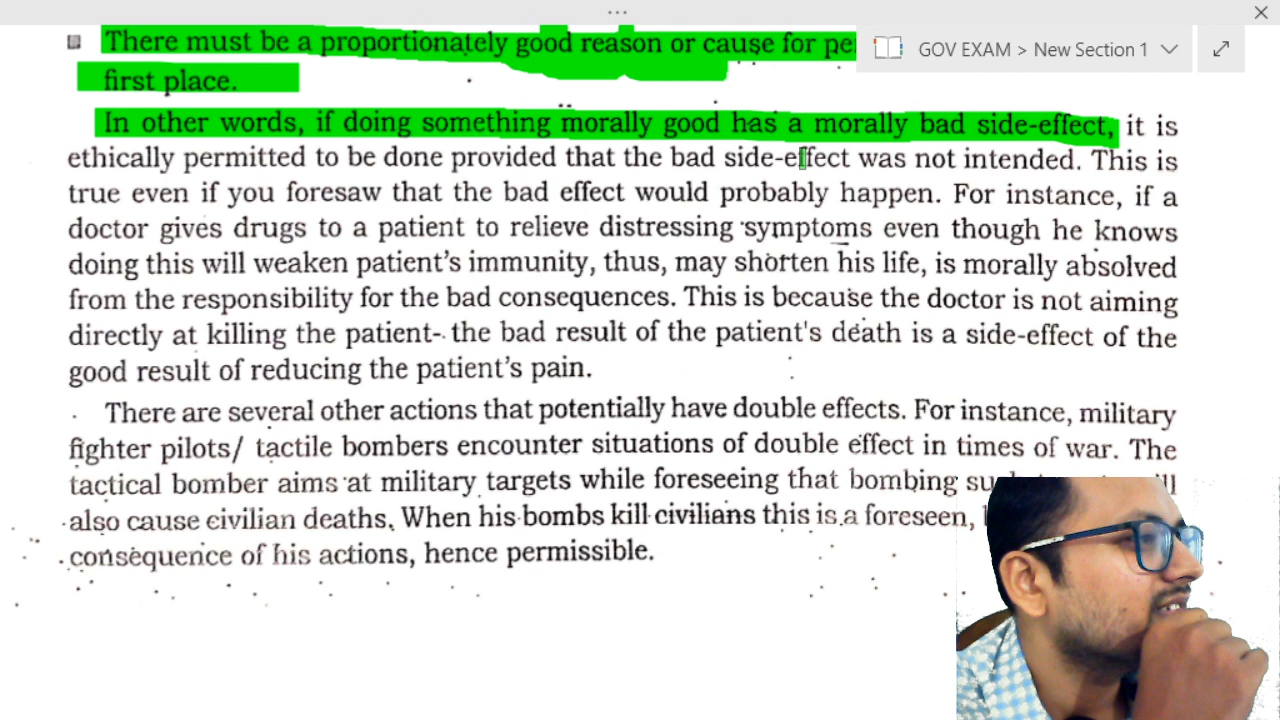 There must be a proportionately good reason or cause for
GOV EXAM > New Section 1
first place.
In other words, if doing something morally good has a morally bad side-effect, it is
ethically permitted to be done provided that the bad side-effect was not intended. This is
true even if you foresaw that the bad effect would probably happen. For instance, if a
doctor gives drugs to a patient to relieve distressing symptoms even though he knows
doing this will weaken patient's immunity, thus, may shorten his life, is morally absolved
from the responsibility for the bad consequences. This is because the doctor is not aiming
directly at killing the patient- the bad result of the patient's death is a side-effect of the
good result of reducing the patient's pain.
There are several other actions that potentially have double effects. For instance, military
fighter pilots/ tactile bombers encounter situations of double effect in times of war. The
tactical bomber aims at military targets while foreseeing that bombing
also cause civilian deaths. When his bombs kill civilians this is a foreseen,
consequence of his actions, hence permissible.